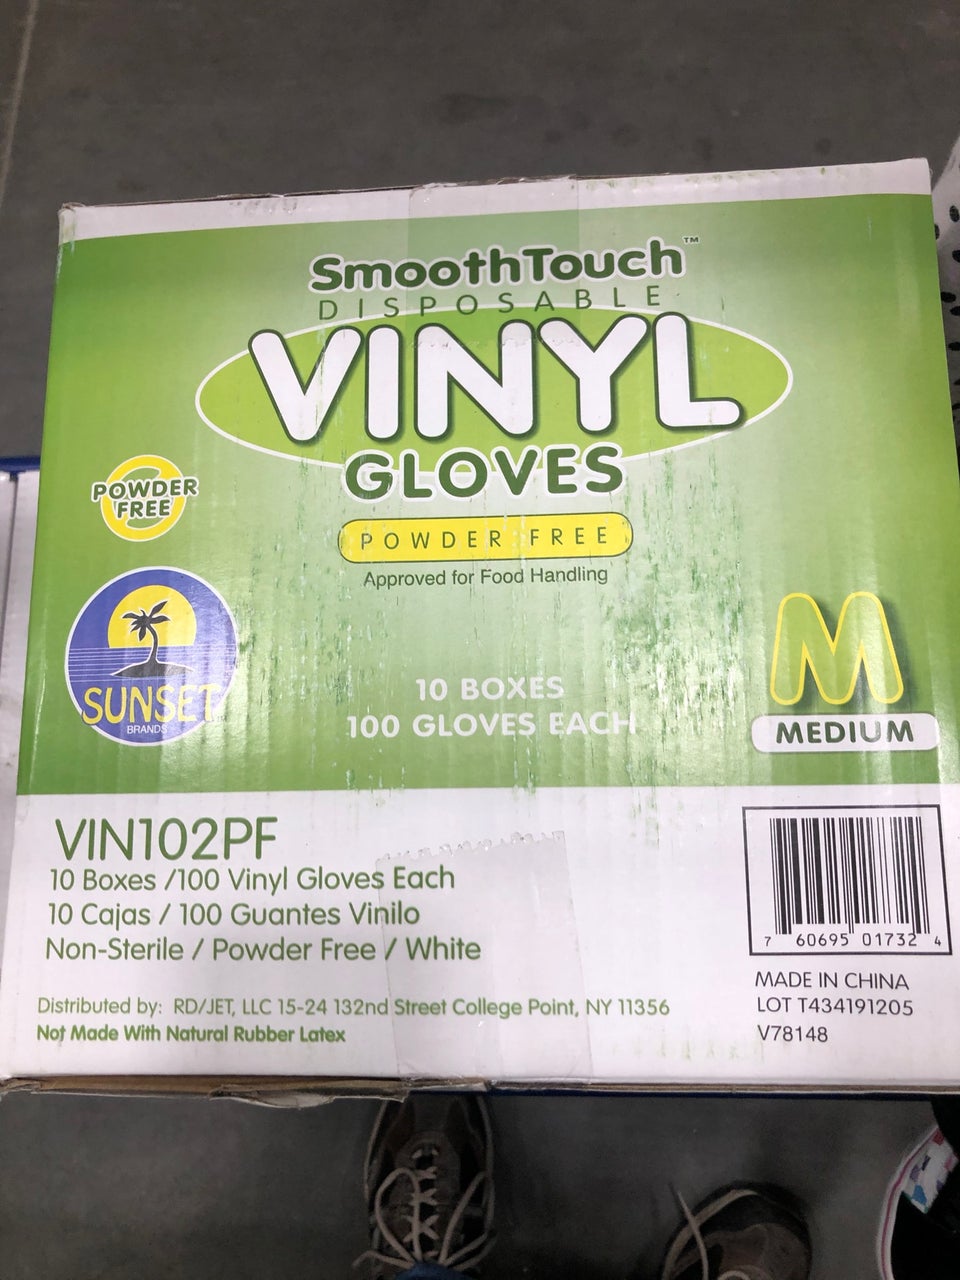 SmoothTouch™
DISPOSABLE
VINYL
GLOVES
POWDER FREE
Approved for Food Handling
POWDER
FREE
SUNSET
BRANDS
10 BOXES
100 GLOVES EACH
M
MEDIUM
VIN102PF
10 Boxes /100 Vinyl Gloves Each
10 Cajas / 100 Guantes Vinilo
Non-Sterile / Powder Free / White
Distributed by: RD/JET, LLC 15-24 132nd Street College Point, NY 11356
Not Made With Natural Rubber Latex
7 60695 01732 4
MADE IN CHINA
LOT T434191205
V78148